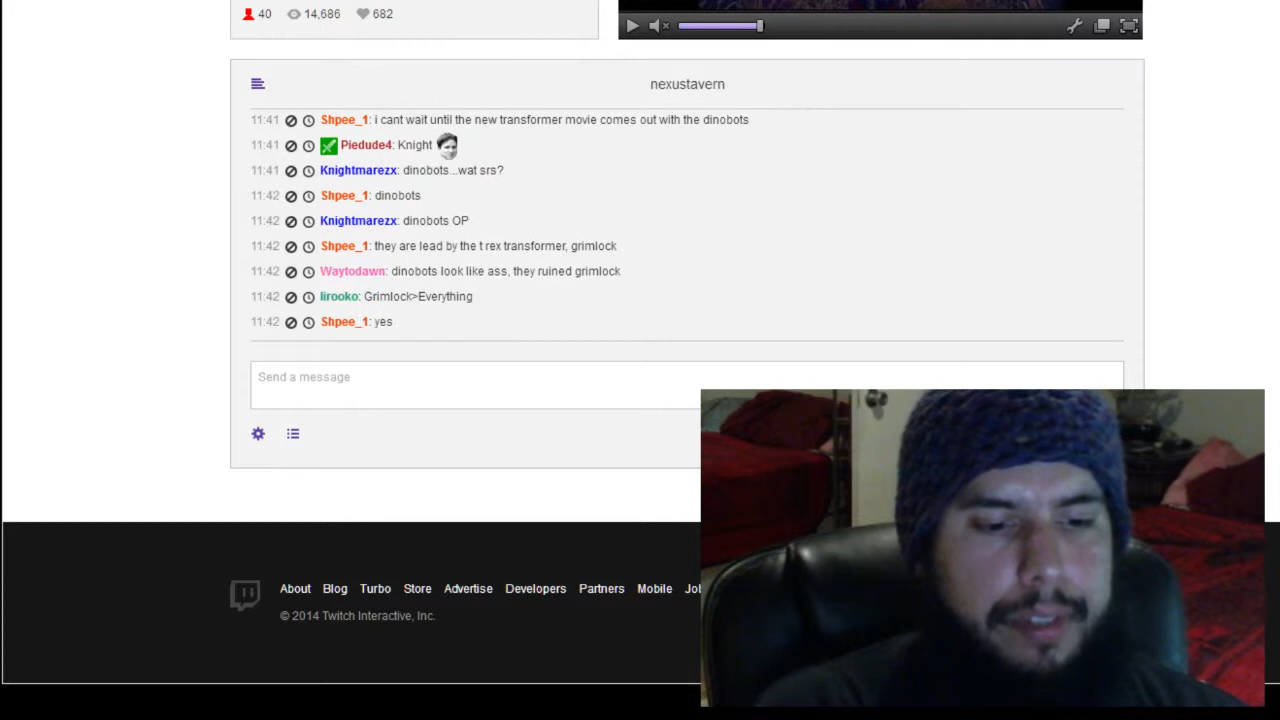 40 14,686 682
nexustavern
11:41 Shpee_1: i cant wait until the new transformer movie comes out with the dinobots
11:41 Piedude4: Knight
11:41 Knightmarezx: dinobots...wat srs?
11:42 Shpee_1: dinobots
11:42 Knightmarezx: dinobots OP
11:42 Shpee_1: they are lead by the t rex transformer, grimlock
11:42 Waytodawn: dinobots look like ass, they ruined grimlock
11:42 Iirooko: Grimlock>Everything
11:42 Shpee_1: yes
Send a message
About Blog Turbo Store Advertise Developers Partners Mobile
© 2014 Twitch Interactive, Inc.